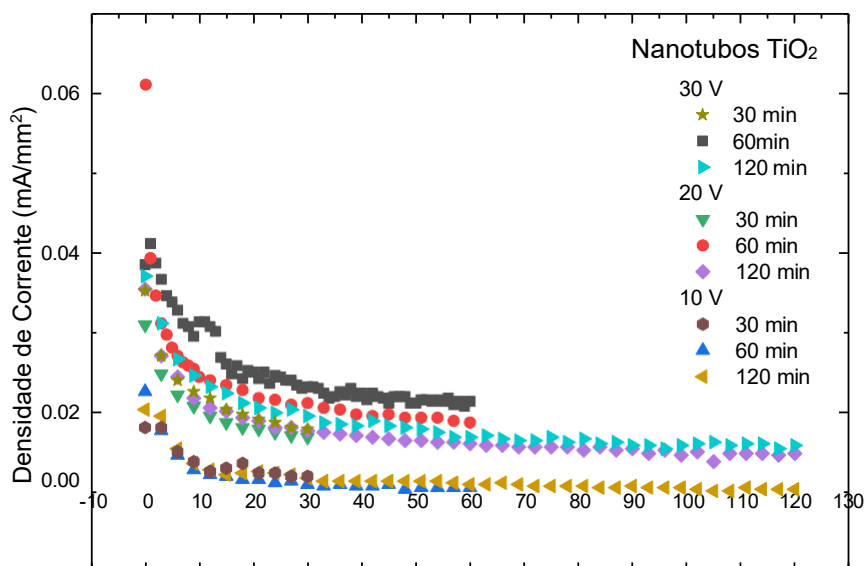 Nanotubos TiO₂
30 V
30 min
60min
120 min
20 V
30 min
60 min
120 min
10 V
30 min
60 min
120 min
Densidade de Corrente (mA/mm²)
0.06
0.04
0.02
0.00
-10 0 10 20 30 40 50 60 70 80 90 100 110 120 130